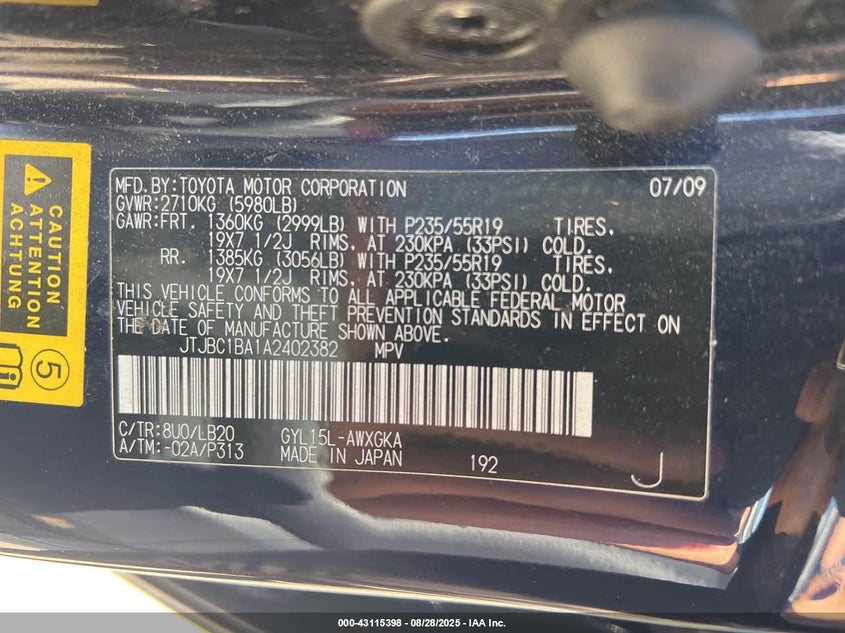 CAUTION
ATTENTION
ACHTUNG
5
MFD.BY:TOYOTA MOTOR CORPORATION 07/09
GVWR:2710KG (5980LB)
GAWR:FRT. 1360KG (2999LB) WITH P235/55R19 TIRES.
19X7 1/2J RIMS. AT 230KPA (33PSI) COLD.
RR. 1385KG (3056LB) WITH P235/55R19 TIRES.
19X7 1/2J RIMS. AT 230KPA (33PSI) COLD.
THIS VEHICLE CONFORMS TO ALL APPLICABLE FEDERAL MOTOR
VEHICLE SAFETY AND THEFT PREVENTION STANDARDS IN EFFECT ON
THE DATE OF MANUFACTURE SHOWN ABOVE.
JTJBC1BA1A2402382 MPV
C/TR:8U0/LB20 GYL15L-AWXGKA
A/TM:-02A/P313 MADE IN JAPAN 192 J
000-43115398 - 08/28/2025 - IAA Inc.